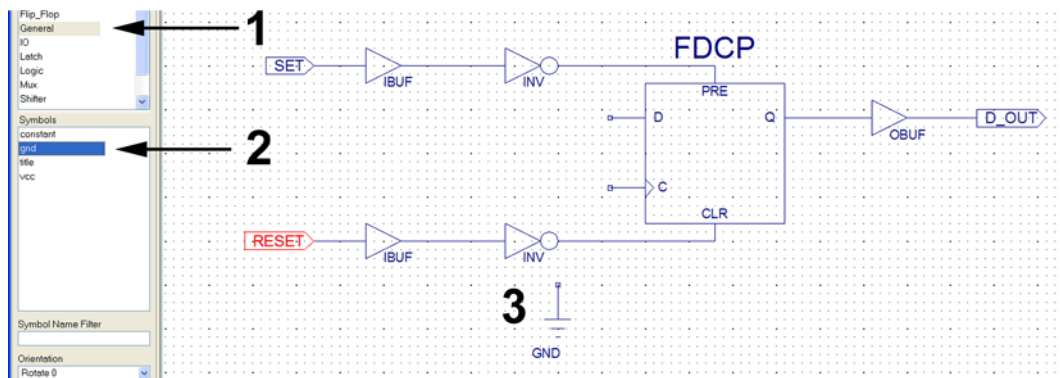 Flip_Flop
General
IO
Latch
Logic
Mux
Shifter
1
Symbols
constant
gnd
title
vcc
2
Symbol Name Filter
Orientation
Rotate 0
FDCP
SET
IBUF
INV
PRE
D
Q
C
CLR
OBUF
D_OUT
RESET
IBUF
INV
3
GND